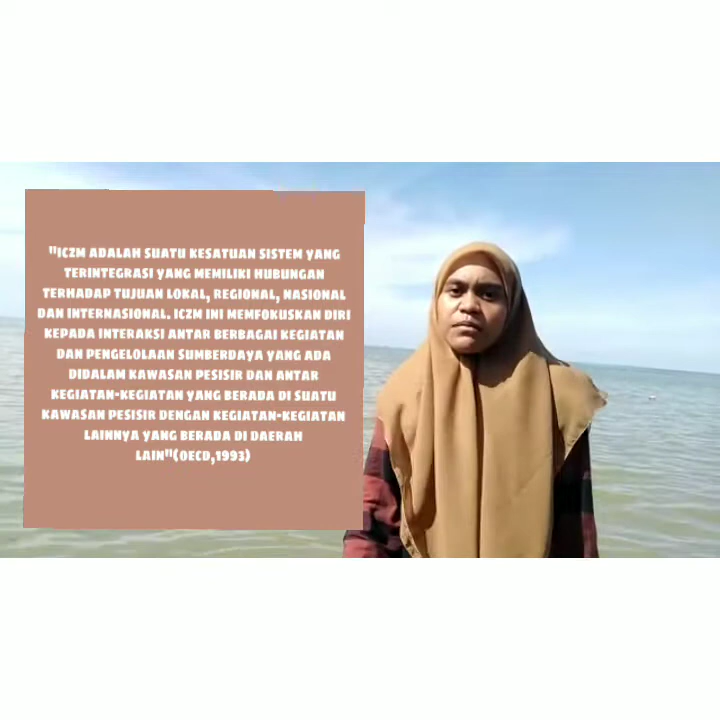 "ICZM ADALAH SUATU KESATUAN SISTEM YANG
TERINTEGRASI YANG MEMILIKI HUBUNGAN
TERHADAP TUJUAN LOKAL, REGIONAL, NASIONAL
DAN INTERNASIONAL. ICZM INI MEMFOKUSKAN DIRI
KEPADA INTERAKSI ANTAR BERBAGAI KEGIATAN
DAN PENGELOLAAN SUMBERDAYA YANG ADA
DIDALAM KAWASAN PESISIR DAN ANTAR
KEGIATAN-KEGIATAN YANG BERADA DI SUATU
KAWASAN PESISIR DENGAN KEGIATAN-KEGIATAN
LAINNYA YANG BERADA DI DAERAH
LAIN"(OECD,1993)